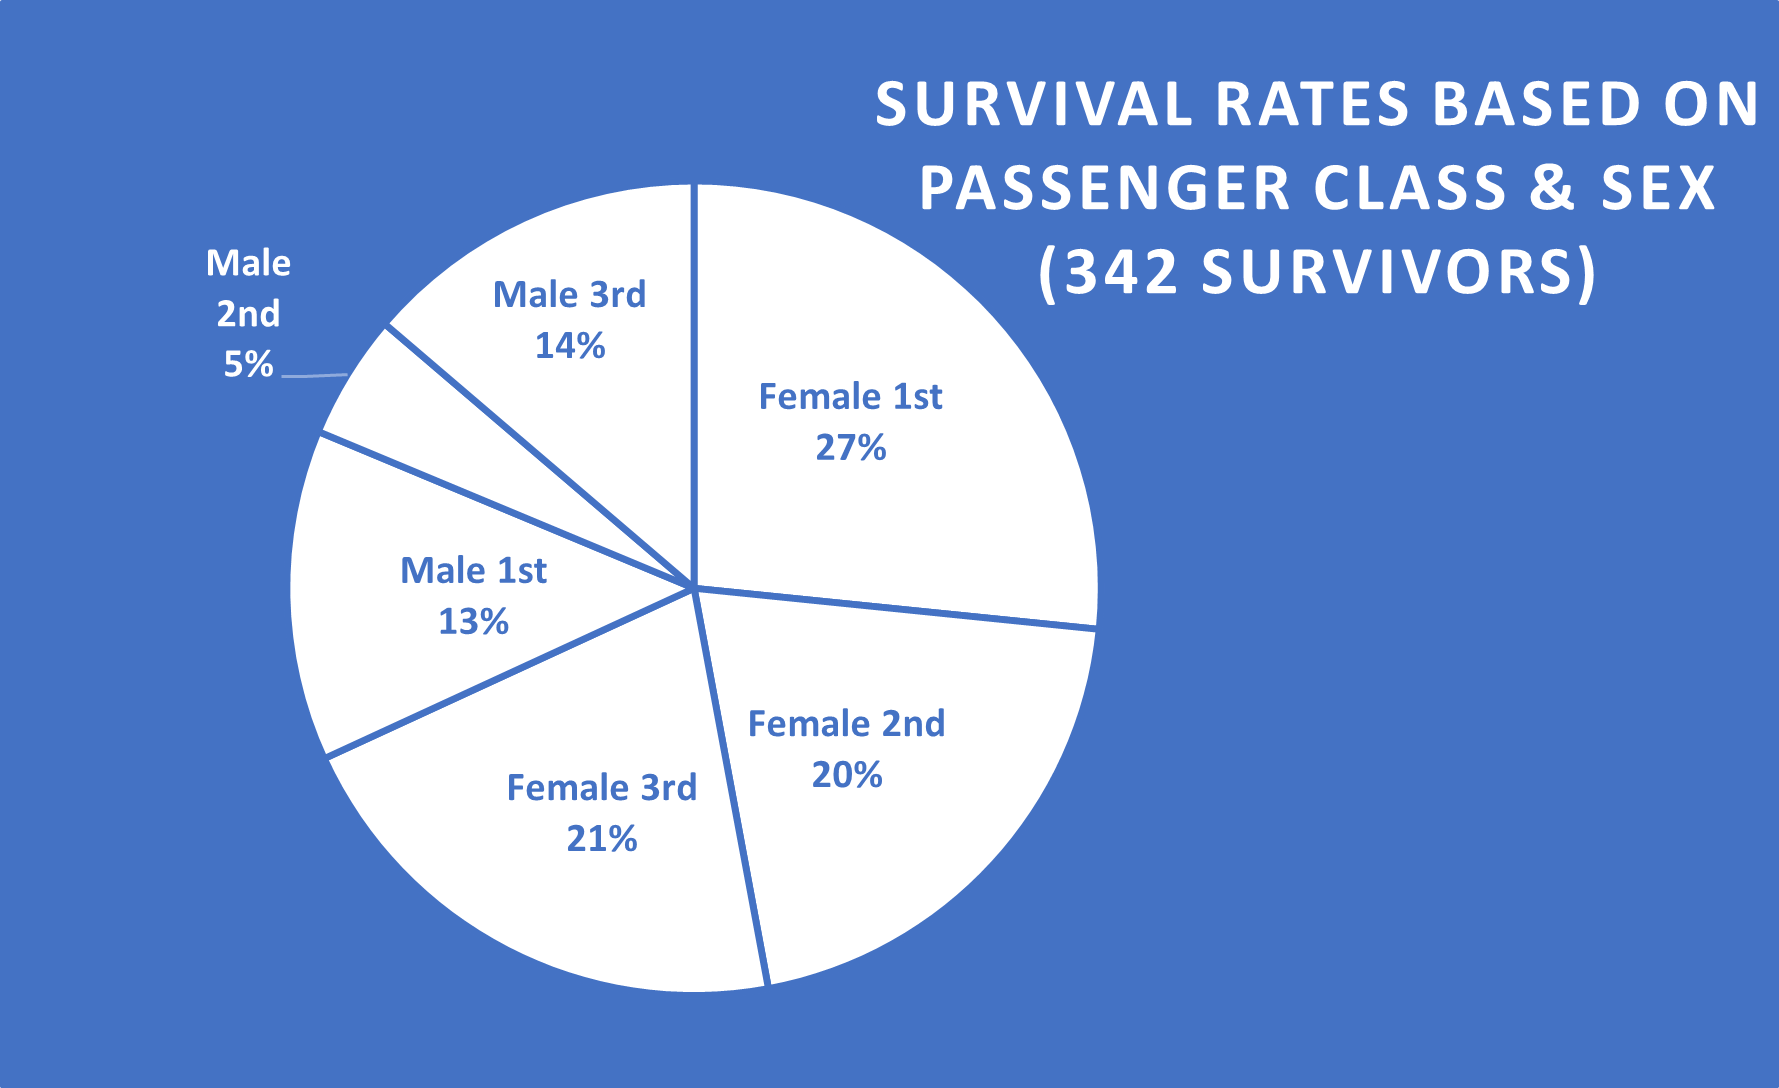 SURVIVAL RATES BASED ON
PASSENGER CLASS & SEX
(342 SURVIVORS)
Male
2nd
5%
Male 3rd
14%
Female 1st
27%
Male 1st
13%
Female 2nd
20%
Female 3rd
21%